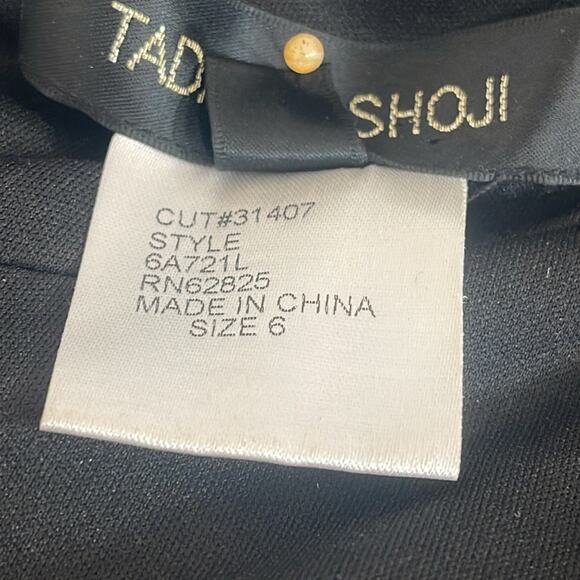 TAD SHOJI
CUT#31407
STYLE
6A721L
RN62825
MADE IN CHINA
SIZE 6